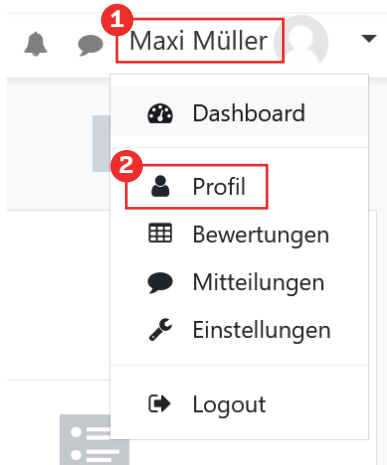 1
Maxi Müller
Dashboard
2
Profil
Bewertungen
Mitteilungen
Einstellungen
Logout